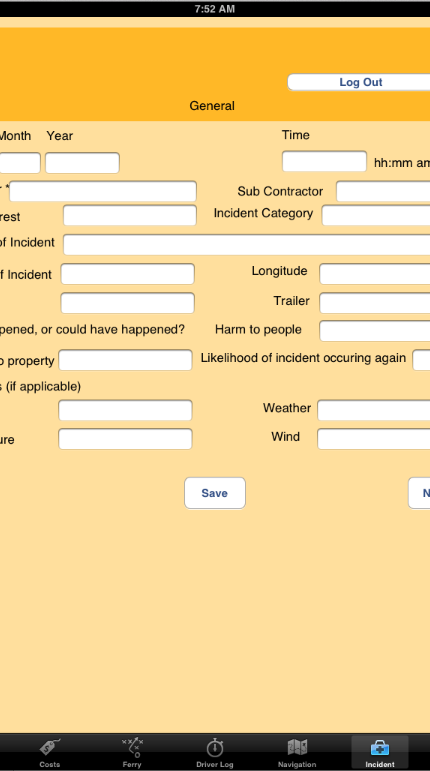 7:52 AM
Log Out
General
Month Year Time
hh:mm am
r * Sub Contractor
rest Incident Category
of Incident
f Incident Longitude
Trailer
pened, or could have happened? Harm to people
o property Likelihood of incident occuring again
s (if applicable)
Weather
ure Wind
Save N
Costs Ferry Driver Log Navigation Incident